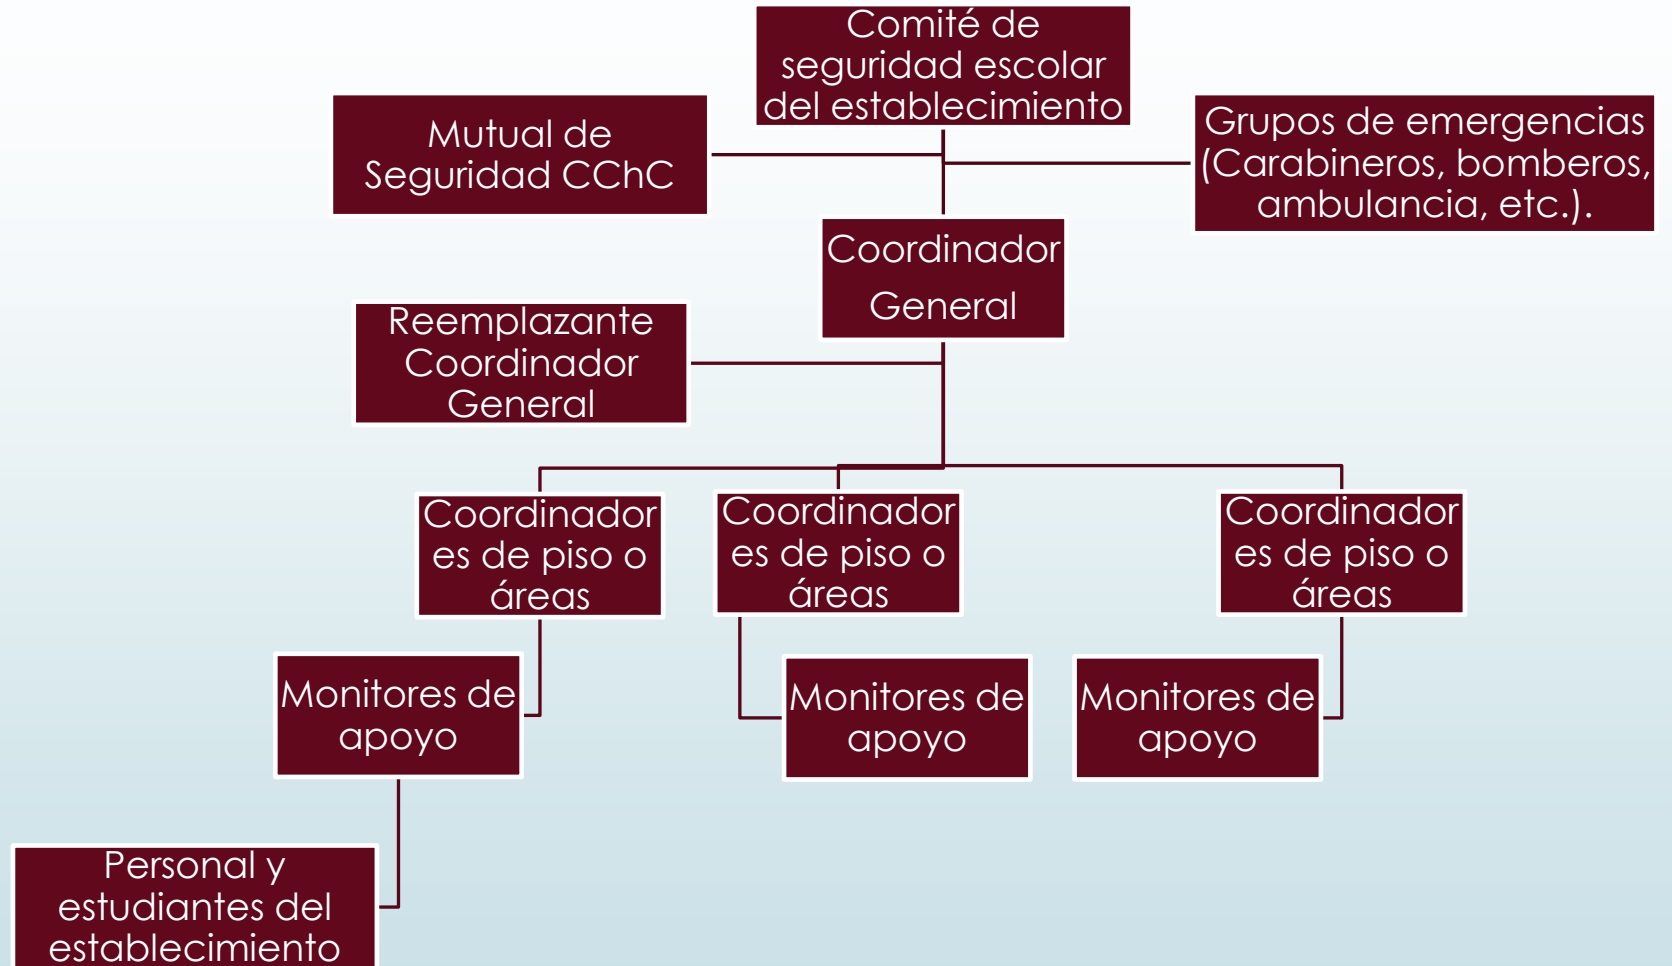 Comité de
seguridad escolar
del establecimiento
Mutual de
Seguridad CChC
Grupos de emergencias
(Carabineros, bomberos,
ambulancia, etc.).
Coordinador
General
Reemplazante
Coordinador
General
Coordinador
es de piso o
áreas
Coordinador
es de piso o
áreas
Coordinador
es de piso o
áreas
Monitores de
apoyo
Monitores de
apoyo
Monitores de
apoyo
Personal y
estudiantes del
establecimiento